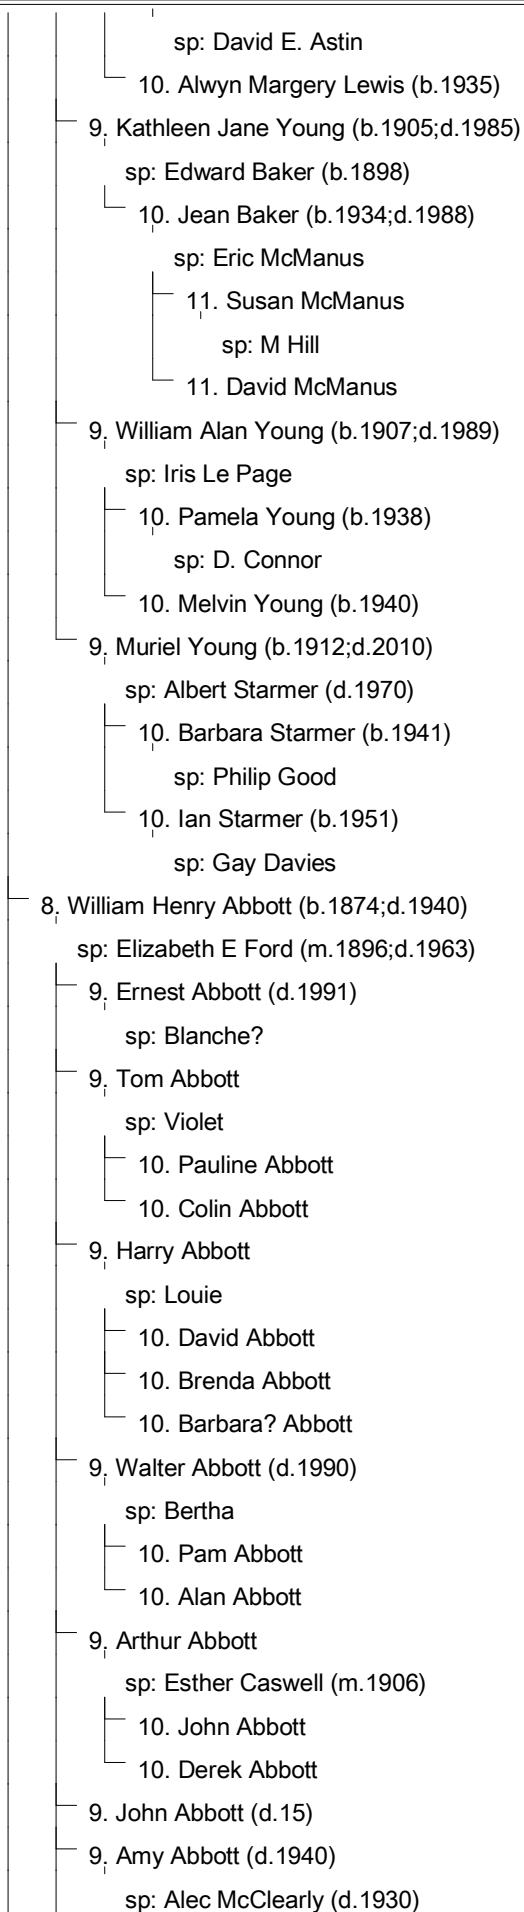 sp: David E. Astin
10. Alwyn Margery Lewis (b.1935)
9. Kathleen Jane Young (b.1905;d.1985)
sp: Edward Baker (b.1898)
10. Jean Baker (b.1934;d.1988)
sp: Eric McManus
11. Susan McManus
sp: M Hill
11. David McManus
9. William Alan Young (b.1907;d.1989)
sp: Iris Le Page
10. Pamela Young (b.1938)
sp: D. Connor
10. Melvin Young (b.1940)
9. Muriel Young (b.1912;d.2010)
sp: Albert Starmer (d.1970)
10. Barbara Starmer (b.1941)
sp: Philip Good
10. Ian Starmer (b.1951)
sp: Gay Davies
8. William Henry Abbott (b.1874;d.1940)
sp: Elizabeth E Ford (m.1896;d.1963)
9. Ernest Abbott (d.1991)
sp: Blanche?
9. Tom Abbott
sp: Violet
10. Pauline Abbott
10. Colin Abbott
9. Harry Abbott
sp: Louie
10. David Abbott
10. Brenda Abbott
10. Barbara? Abbott
9. Walter Abbott (d.1990)
sp: Bertha
10. Pam Abbott
10. Alan Abbott
9. Arthur Abbott
sp: Esther Caswell (m.1906)
10. John Abbott
10. Derek Abbott
9. John Abbott (d.15)
9. Amy Abbott (d.1940)
sp: Alec McClearly (d.1930)